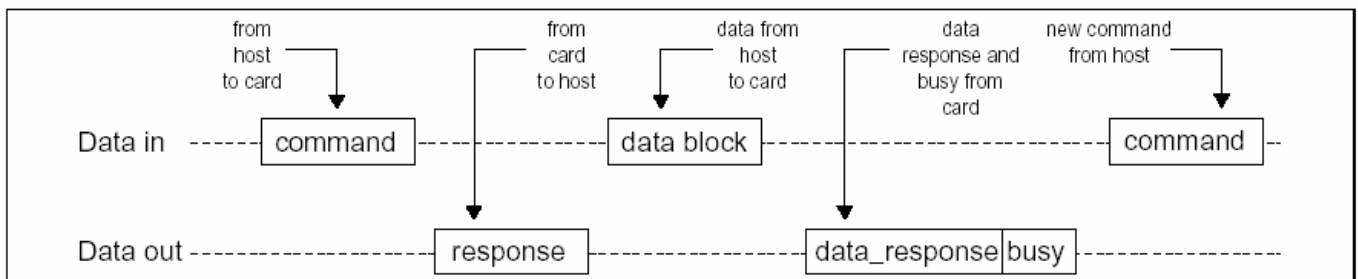 from
host
to card
from
card
to host
data from
host
to card
data
response and
busy from
card
new command
from host
Data in
command
data block
command
Data out
response
data_response
busy